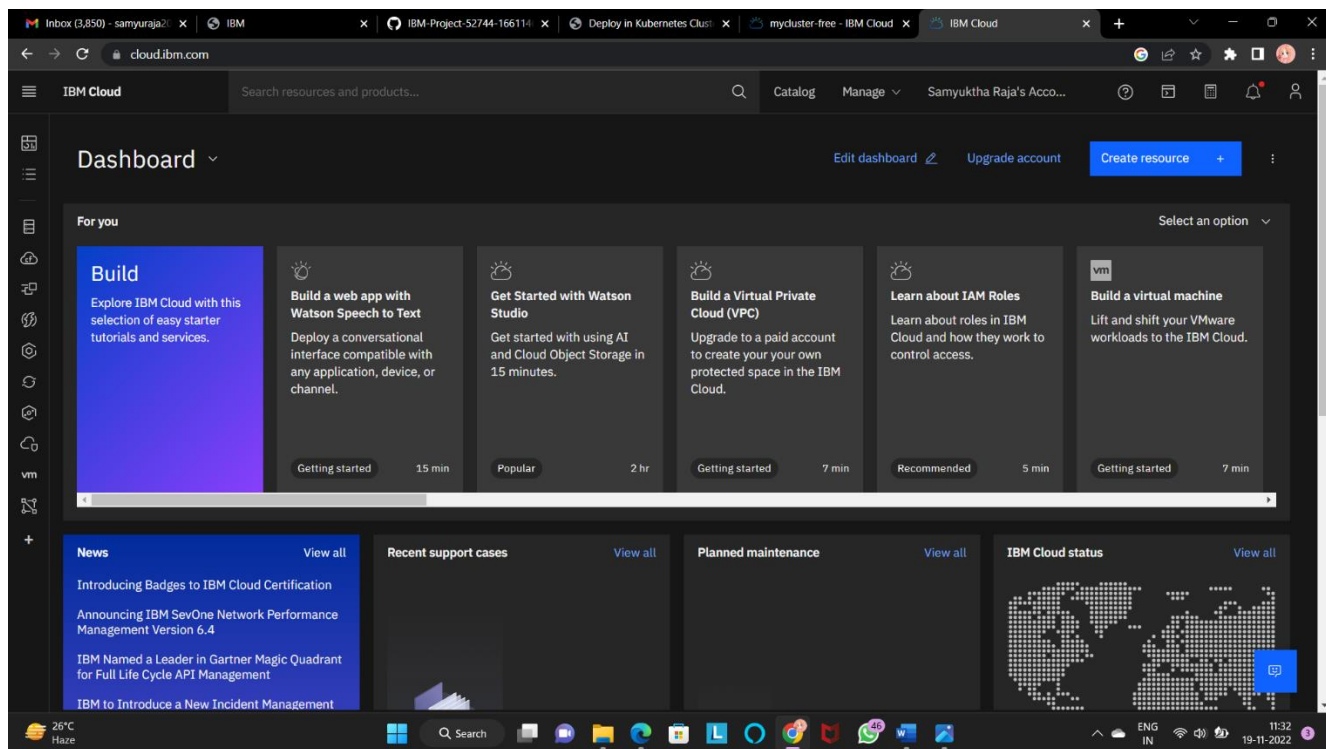 Inbox (3,850) - samyuraja20
IBM
IBM-Project-52744-166114
Deploy in Kubernetes Clust
mycluster-free - IBM Cloud
IBM Cloud
cloud.ibm.com
IBM Cloud
Search resources and products...
Catalog
Manage
Samyuktha Raja's Acco...
Dashboard
Edit dashboard
Upgrade account
Create resource +
For you
Select an option
Build
Explore IBM Cloud with this
selection of easy starter
tutorials and services.
Build a web app with
Watson Speech to Text
Deploy a conversational
interface compatible with
any application, device, or
channel.
Getting started 15 min
Get Started with Watson
Studio
Get started with using AI
and Cloud Object Storage in
15 minutes.
Popular 2 hr
Build a Virtual Private
Cloud (VPC)
Upgrade to a paid account
to create your your own
protected space in the IBM
Cloud.
Getting started 7 min
Learn about IAM Roles
Learn about roles in IBM
Cloud and how they work to
control access.
Recommended 5 min
vm
Build a virtual machine
Lift and shift your VMware
workloads to the IBM Cloud.
Getting started 7 min
vm
News View all
Introducing Badges to IBM Cloud Certification
Announcing IBM SevOne Network Performance
Management Version 6.4
IBM Named a Leader in Gartner Magic Quadrant
for Full Life Cycle API Management
IBM to Introduce a New Incident Management
Recent support cases View all
Planned maintenance View all
IBM Cloud status View all
26°C
Haze
Search
46
ENG
IN
11:32
19-11-2022
3